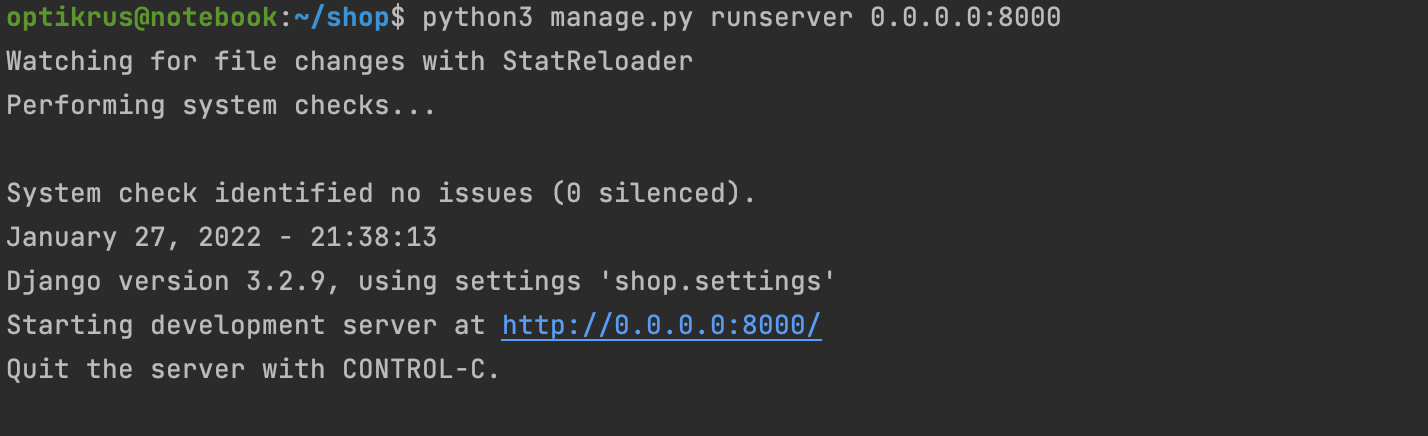 optikrus@notebook:~/shop$ python3 manage.py runserver 0.0.0.0:8000
Watching for file changes with StatReloader
Performing system checks...
System check identified no issues (0 silenced).
January 27, 2022 - 21:38:13
Django version 3.2.9, using settings 'shop.settings'
Starting development server at http://0.0.0.0:8000/
Quit the server with CONTROL-C.